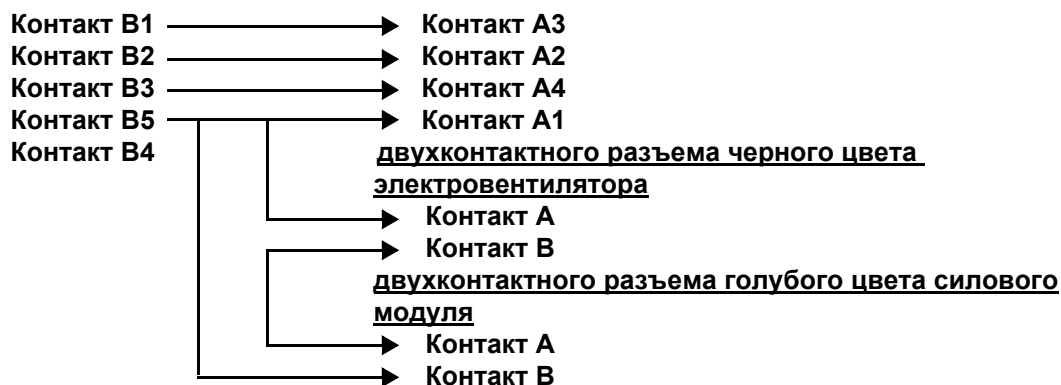 Контакт В1 Контакт А3
Контакт В2 Контакт А2
Контакт В3 Контакт А4
Контакт В5 Контакт А1
Контакт В4 двухконтактного разъема черного цвета
электровентилятора
Контакт А
Контакт В
двухконтактного разъема голубого цвета силового
модуля
Контакт А
Контакт В